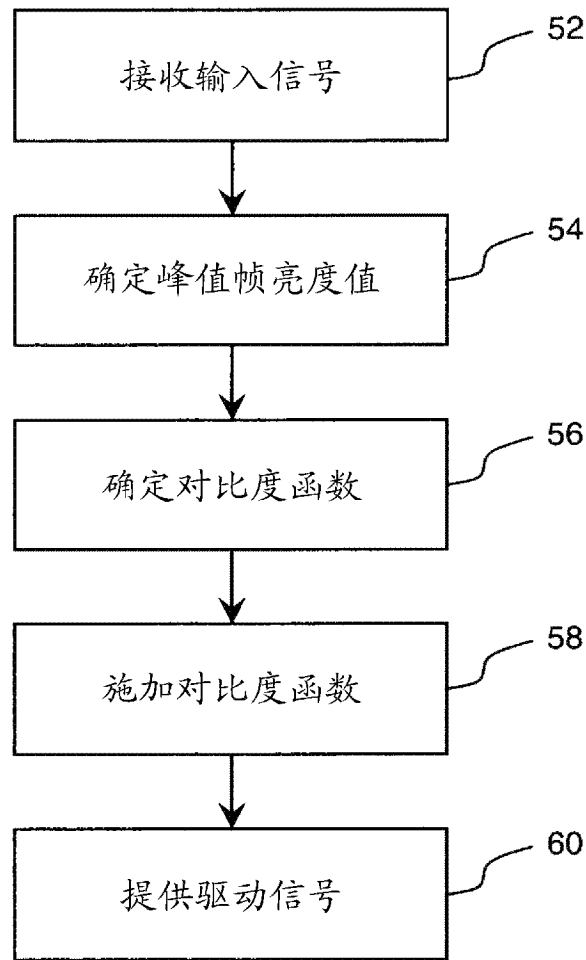 接收输入信号
52
确定峰值帧亮度值
54
确定对比度函数
56
施加对比度函数
58
提供驱动信号
60